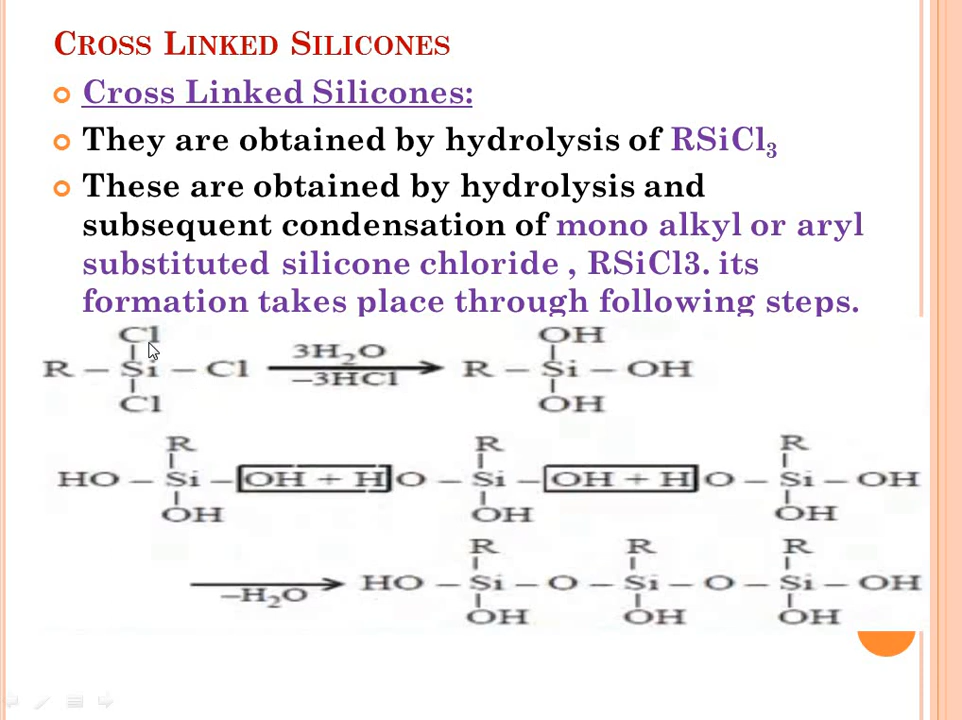 CROSS LINKED SILICONES
Cross Linked Silicones:
They are obtained by hydrolysis of RSiCl₃
These are obtained by hydrolysis and
subsequent condensation of mono alkyl or aryl
substituted silicone chloride , RSiCl3. its
formation takes place through following steps.
Cl OH
R – Si – Cl 3H₂O –3HCl R – Si – OH
Cl OH
R R R
HO – Si – OH + H O – Si – OH + H O – Si – OH
OH OH OH
R R R
–H₂O HO – Si – O – Si – O – Si – OH
OH OH OH